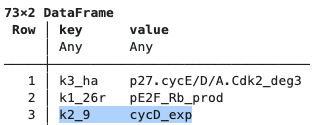 73×2 DataFrame
Row key value
Any Any
1 k3_ha p27.cycE/D/A.Cdk2_deg3
2 k1_26r pE2F_Rb_prod
3 k2_9 cycD_exp